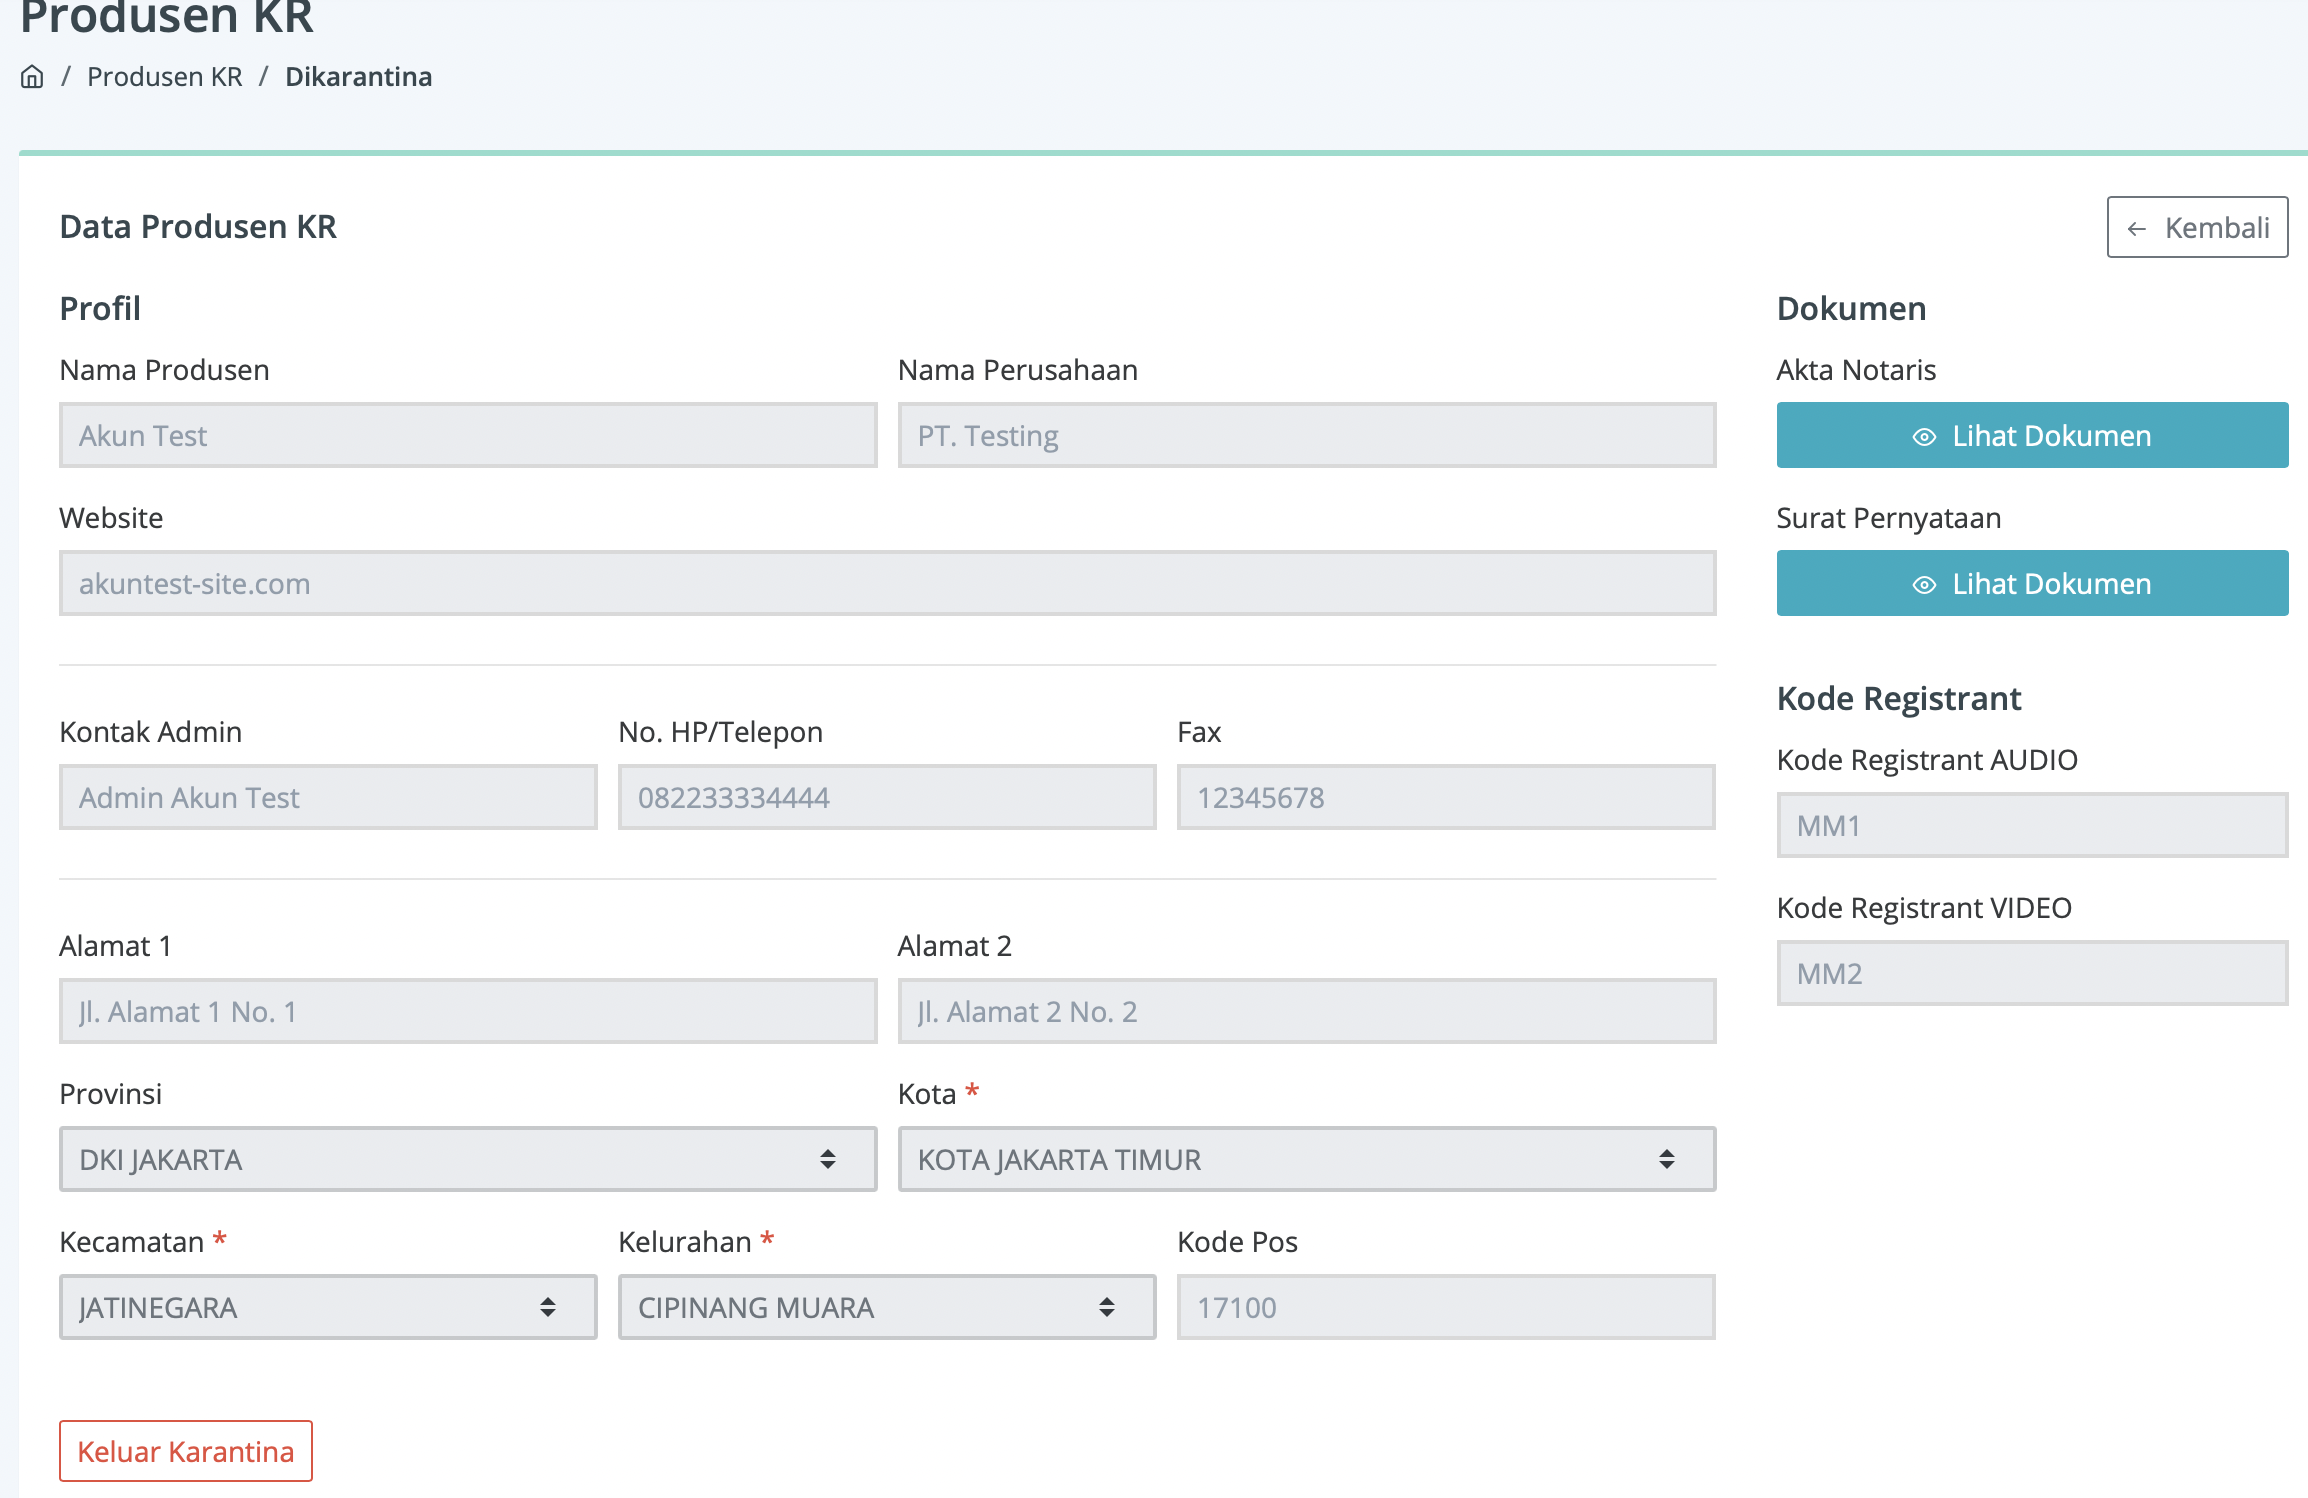 Produsen KR
/ Produsen KR / Dikarantina
Data Produsen KR
← Kembali
Profil
Nama Produsen
Akun Test
Nama Perusahaan
PT. Testing
Website
akuntest-site.com
Kontak Admin
Admin Akun Test
No. HP/Telepon
082233334444
Fax
12345678
Alamat 1
Jl. Alamat 1 No. 1
Alamat 2
Jl. Alamat 2 No. 2
Provinsi
DKI JAKARTA
Kota *
KOTA JAKARTA TIMUR
Kecamatan *
JATINEGARA
Kelurahan *
CIPINANG MUARA
Kode Pos
17100
Keluar Karantina
Dokumen
Akta Notaris
Lihat Dokumen
Surat Pernyataan
Lihat Dokumen
Kode Registrant
Kode Registrant AUDIO
MM1
Kode Registrant VIDEO
MM2